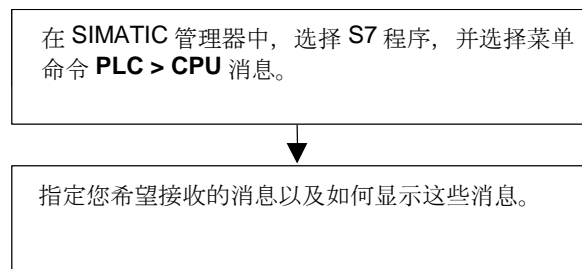 在 SIMATIC 管理器中，选择 S7 程序，并选择菜单
命令 PLC > CPU 消息。
指定您希望接收的消息以及如何显示这些消息。